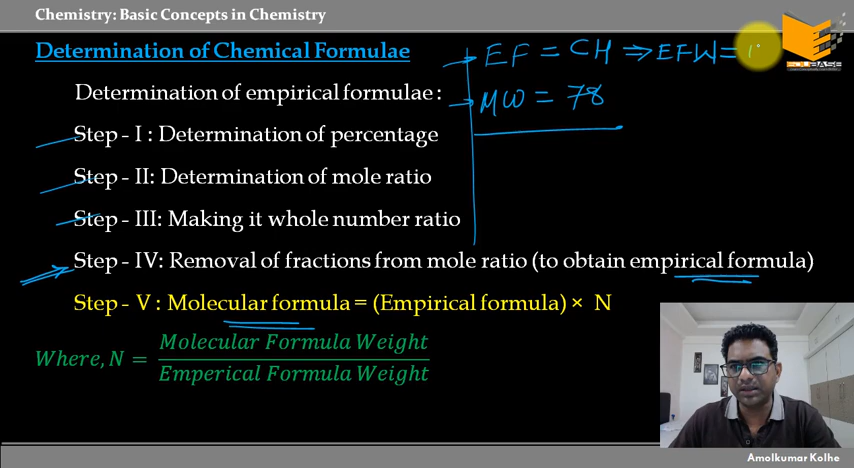 Chemistry: Basic Concepts in Chemistry
Determination of Chemical Formulae
EF = CH ⇒ EFW = 1
Determination of empirical formulae :
MW = 78
Step - I : Determination of percentage
Step - II: Determination of mole ratio
Step - III: Making it whole number ratio
Step - IV: Removal of fractions from mole ratio (to obtain empirical formula)
Step - V : Molecular formula = (Empirical formula) × N
Where, N = Molecular Formula Weight
Emperical Formula Weight
Amolkumar Kolhe